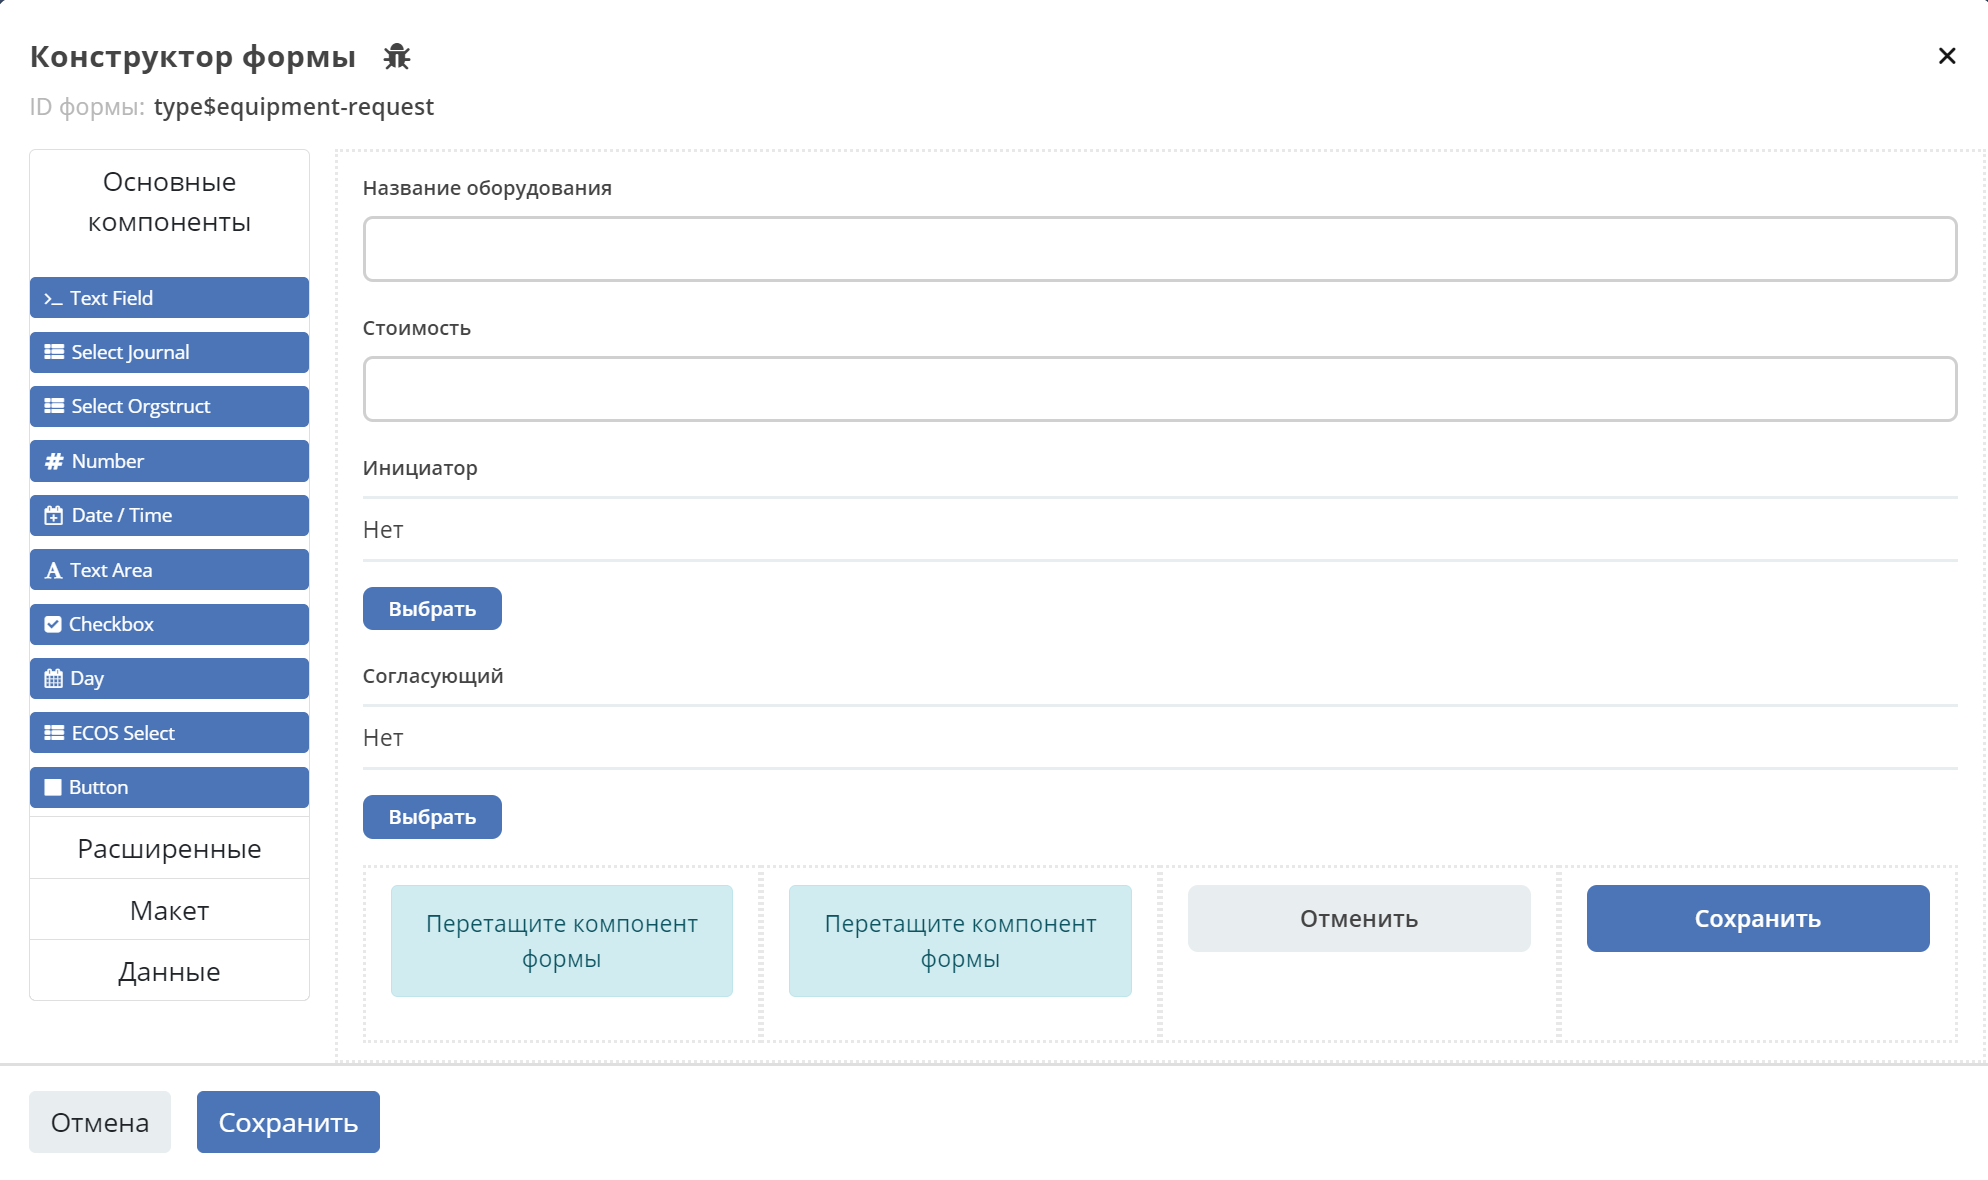 Конструктор формы
ID формы: type$equipment-request
Основные
компоненты
Text Field
Select Journal
Select Orgstruct
Number
Date / Time
Text Area
Checkbox
Day
ECOS Select
Button
Расширенные
Макет
Данные
Название оборудования
Стоимость
Инициатор
Нет
Выбрать
Согласующий
Нет
Выбрать
Перетащите компонент
формы
Перетащите компонент
формы
Отменить
Сохранить
Отмена
Сохранить